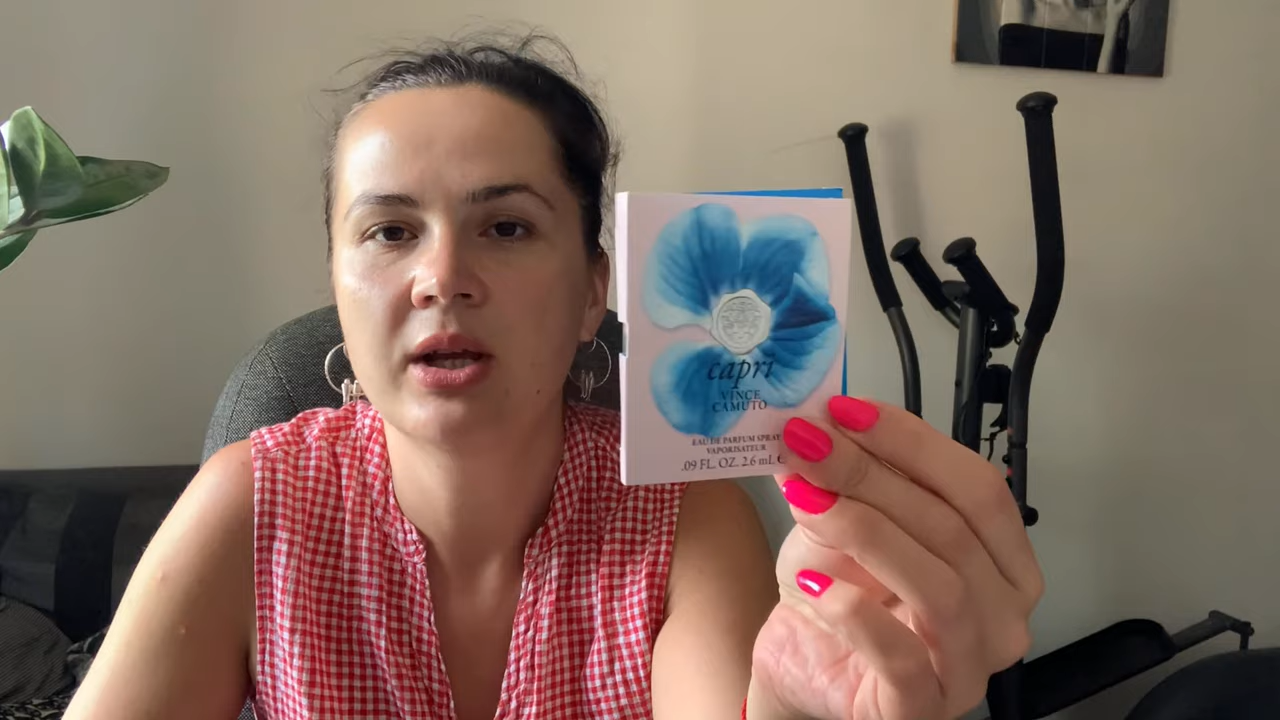 capri
VINCE
CAMUTO
EAU DE PARFUM SPRAY
VAPORISATEUR
.09 FL. OZ. 2.6 mL e